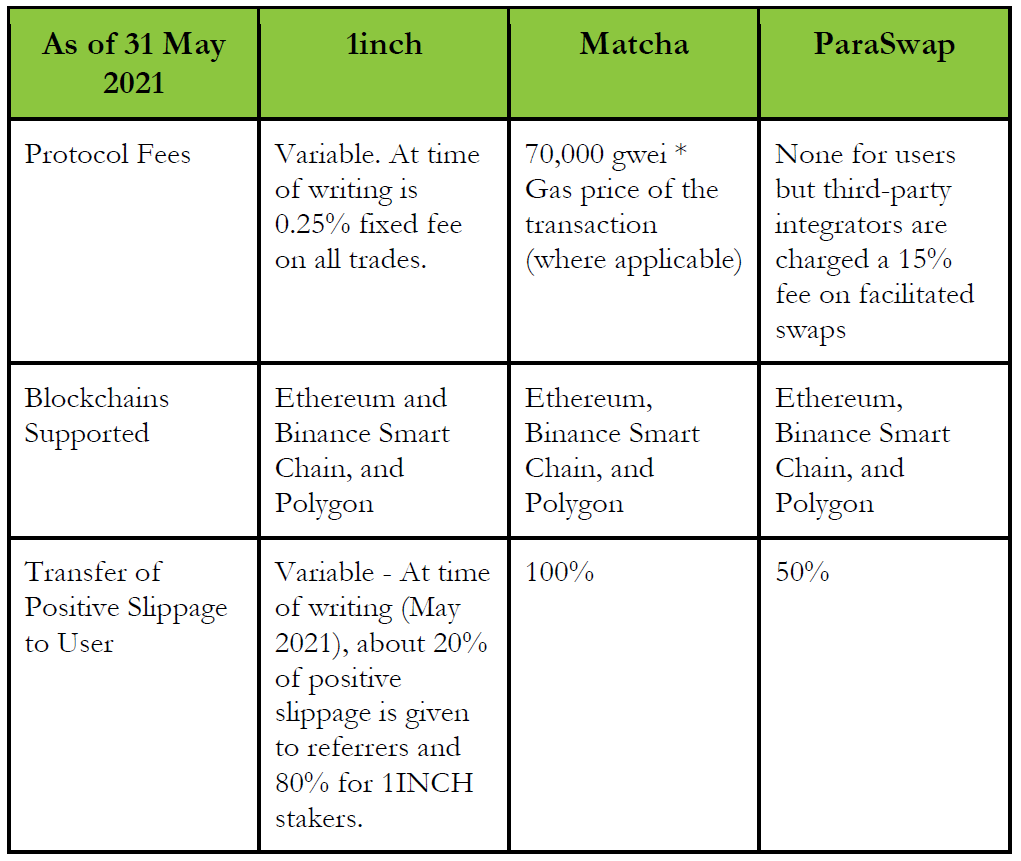 As of 31 May
2021
1inch
Matcha
ParaSwap
Protocol Fees
Variable. At time
of writing is
0.25% fixed fee
on all trades.
70,000 gwei *
Gas price of the
transaction
(where applicable)
None for users
but third-party
integrators are
charged a 15%
fee on facilitated
swaps
Blockchains
Supported
Ethereum and
Binance Smart
Chain, and
Polygon
Ethereum,
Binance Smart
Chain, and
Polygon
Ethereum,
Binance Smart
Chain, and
Polygon
Transfer of
Positive Slippage
to User
Variable - At time
of writing (May
2021), about 20%
of positive
slippage is given
to referrers and
80% for 1INCH
stakers.
100%
50%